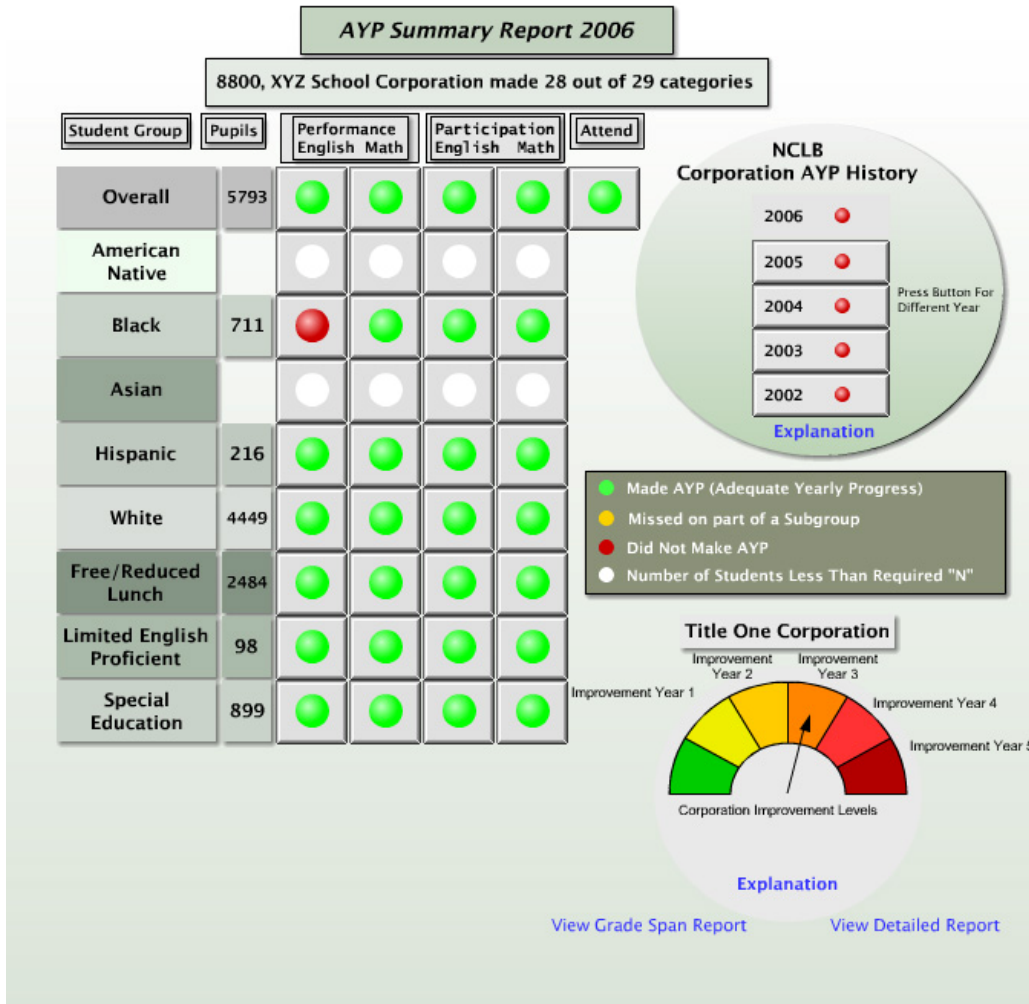 AYP Summary Report 2006
8800, XYZ School Corporation made 28 out of 29 categories
Student Group
Pupils
Performance
English Math
Participation
English Math
Attend
Overall
5793
American
Native
Black
711
Asian
Hispanic
216
White
4449
Free/Reduced
Lunch
2484
Limited English
Proficient
98
Special
Education
899
NCLB
Corporation AYP History
2006
2005
2004
2003
2002
Press Button For
Different Year
Explanation
Made AYP (Adequate Yearly Progress)
Missed on part of a Subgroup
Did Not Make AYP
Number of Students Less Than Required "N"
Title One Corporation
Improvement Year 1
Improvement
Year 2
Improvement
Year 3
Improvement Year 4
Improvement Year 5
Corporation Improvement Levels
Explanation
View Grade Span Report
View Detailed Report